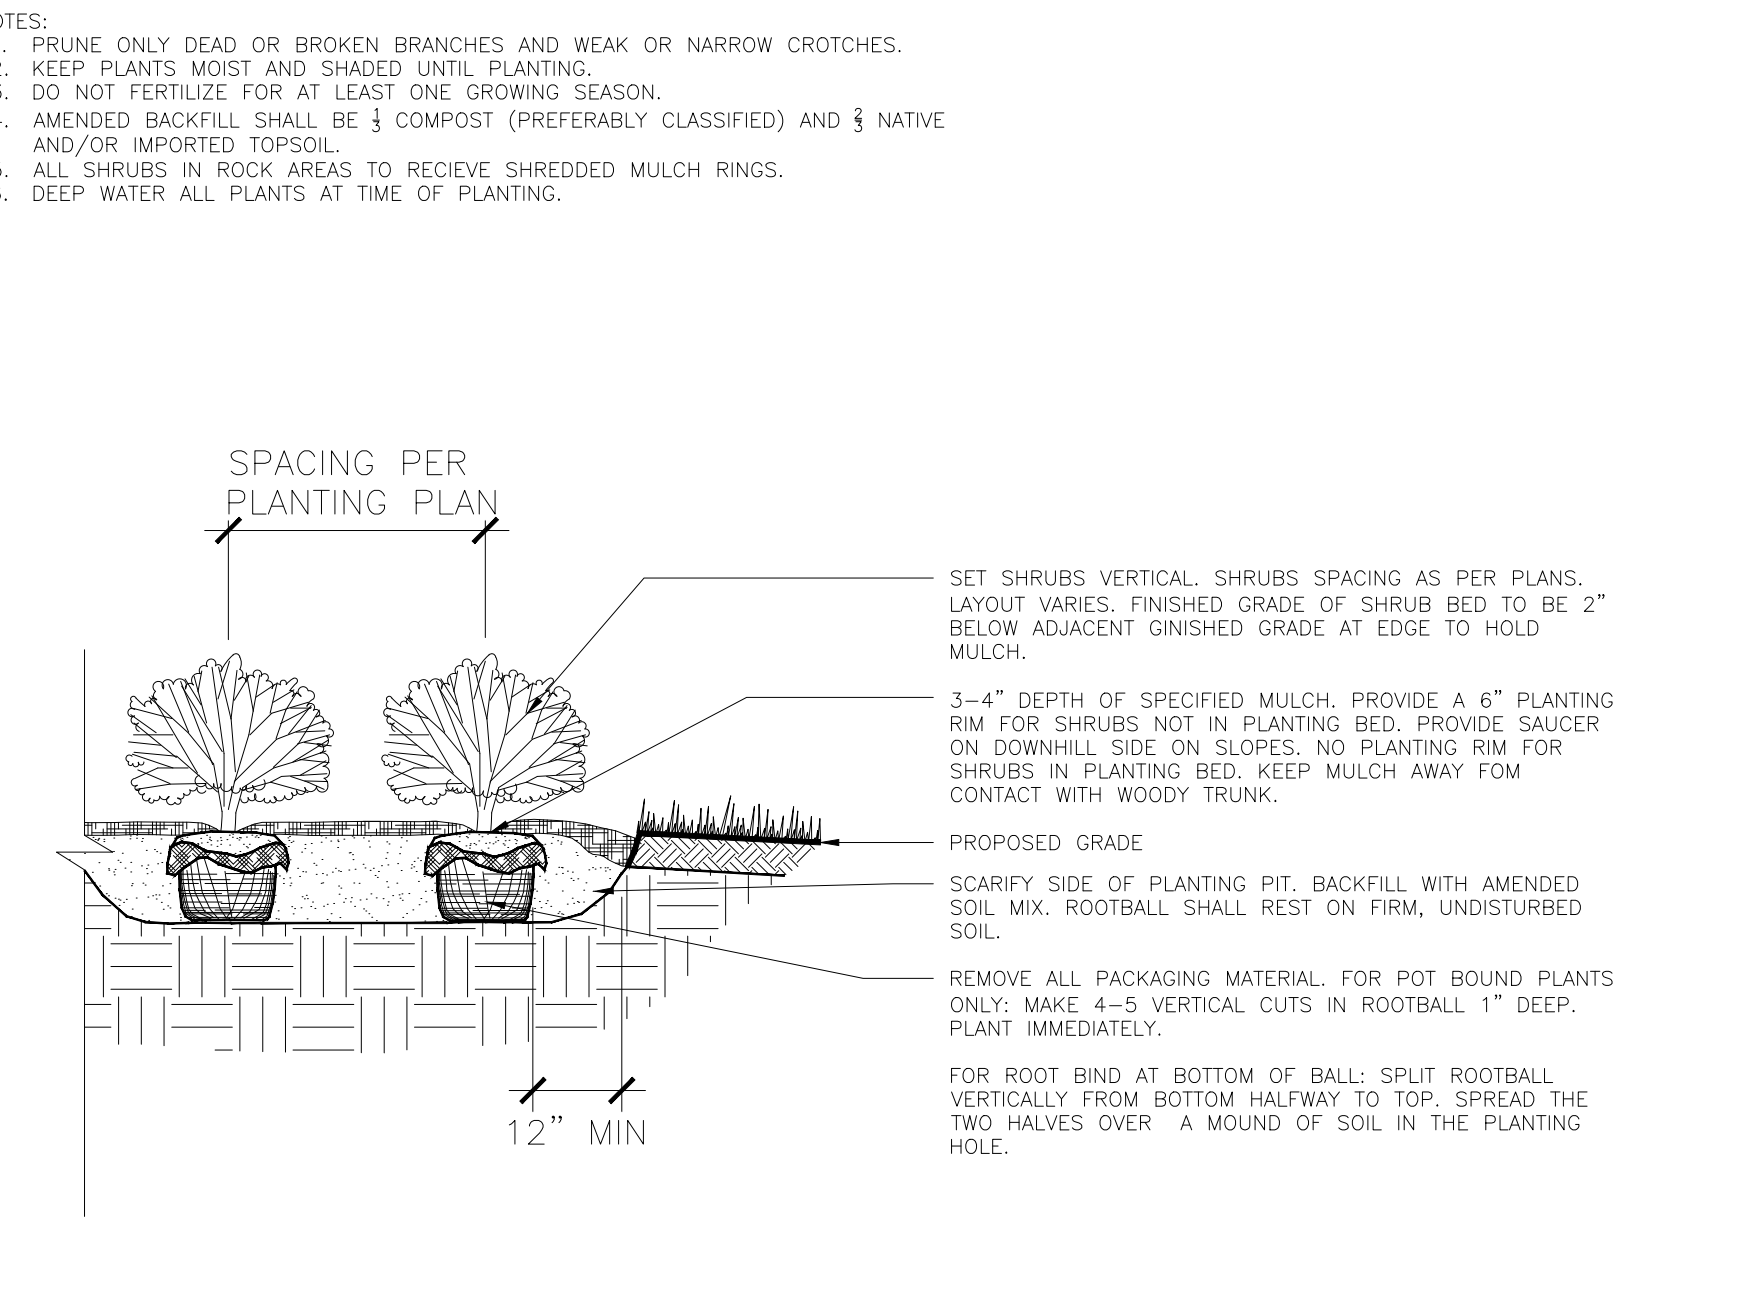 OTES:
. PRUNE ONLY DEAD OR BROKEN BRANCHES AND WEAK OR NARROW CROTCHES.
. KEEP PLANTS MOIST AND SHADED UNTIL PLANTING.
. DO NOT FERTILIZE FOR AT LEAST ONE GROWING SEASON.
. AMENDED BACKFILL SHALL BE 1/3 COMPOST (PREFERABLY CLASSIFIED) AND 2/3 NATIVE
AND/OR IMPORTED TOPSOIL.
. ALL SHRUBS IN ROCK AREAS TO RECIEVE SHREDDED MULCH RINGS.
. DEEP WATER ALL PLANTS AT TIME OF PLANTING.
SPACING PER
PLANTING PLAN
SET SHRUBS VERTICAL. SHRUBS SPACING AS PER PLANS.
LAYOUT VARIES. FINISHED GRADE OF SHRUB BED TO BE 2"
BELOW ADJACENT GINISHED GRADE AT EDGE TO HOLD
MULCH.
3-4" DEPTH OF SPECIFIED MULCH. PROVIDE A 6" PLANTING
RIM FOR SHRUBS NOT IN PLANTING BED. PROVIDE SAUCER
ON DOWNHILL SIDE ON SLOPES. NO PLANTING RIM FOR
SHRUBS IN PLANTING BED. KEEP MULCH AWAY FOM
CONTACT WITH WOODY TRUNK.
PROPOSED GRADE
SCARIFY SIDE OF PLANTING PIT. BACKFILL WITH AMENDED
SOIL MIX. ROOTBALL SHALL REST ON FIRM, UNDISTURBED
SOIL.
REMOVE ALL PACKAGING MATERIAL. FOR POT BOUND PLANTS
ONLY: MAKE 4-5 VERTICAL CUTS IN ROOTBALL 1" DEEP.
PLANT IMMEDIATELY.
FOR ROOT BIND AT BOTTOM OF BALL: SPLIT ROOTBALL
VERTICALLY FROM BOTTOM HALFWAY TO TOP. SPREAD THE
TWO HALVES OVER A MOUND OF SOIL IN THE PLANTING
HOLE.
12" MIN